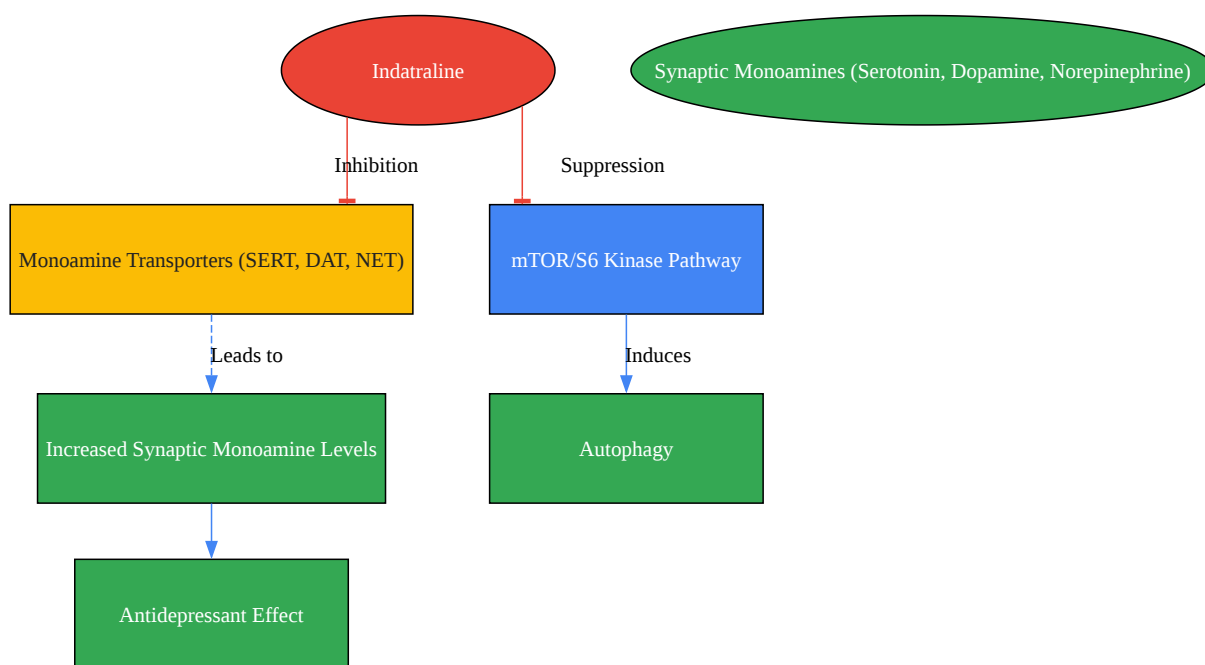 Indatraline
Synaptic Monoamines (Serotonin, Dopamine, Norepinephrine)
Inhibition
Suppression
Monoamine Transporters (SERT, DAT, NET)
mTOR/S6 Kinase Pathway
Leads to
Induces
Increased Synaptic Monoamine Levels
Autophagy
Antidepressant Effect